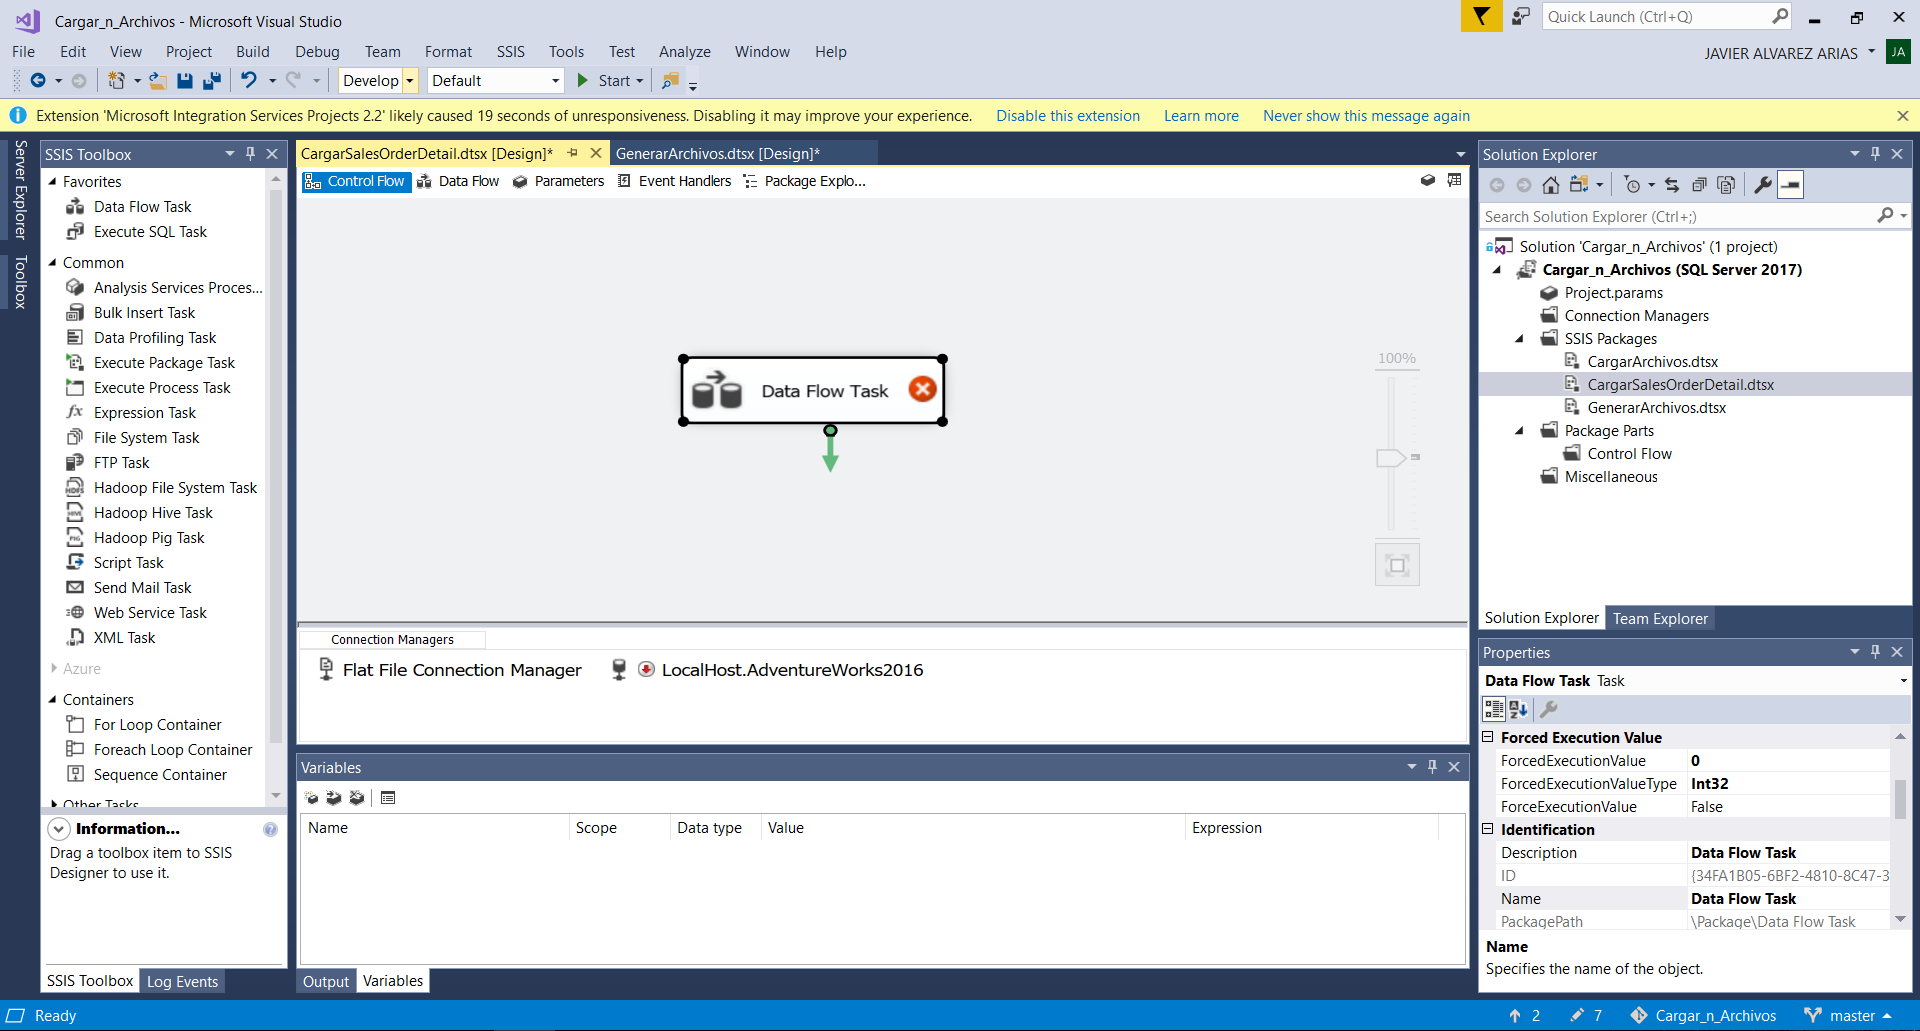 Cargar_n_Archivos - Microsoft Visual Studio
Quick Launch (Ctrl+Q)
File Edit View Project Build Debug Team Format SSIS Tools Test Analyze Window Help
JAVIER ALVAREZ ARIAS JA
Develop Default Start
Extension 'Microsoft Integration Services Projects 2.2' likely caused 19 seconds of unresponsiveness. Disabling it may improve your experience. Disable this extension Learn more Never show this message again
Server Explorer
Toolbox
SSIS Toolbox
Favorites
Data Flow Task
Execute SQL Task
Common
Analysis Services Proces...
Bulk Insert Task
Data Profiling Task
Execute Package Task
Execute Process Task
Expression Task
File System Task
FTP Task
Hadoop File System Task
Hadoop Hive Task
Hadoop Pig Task
Script Task
Send Mail Task
Web Service Task
XML Task
Azure
Containers
For Loop Container
Foreach Loop Container
Sequence Container
Other Tasks
Information...
Drag a toolbox item to SSIS
Designer to use it.
SSIS Toolbox Log Events
CargarSalesOrderDetail.dtsx [Design]* GenerarArchivos.dtsx [Design]*
Control Flow Data Flow Parameters Event Handlers Package Explo...
Data Flow Task
100%
Connection Managers
Flat File Connection Manager LocalHost.AdventureWorks2016
Variables
Name Scope Data type Value Expression
Output Variables
Solution Explorer
Search Solution Explorer (Ctrl+;)
Solution 'Cargar_n_Archivos' (1 project)
Cargar_n_Archivos (SQL Server 2017)
Project.params
Connection Managers
SSIS Packages
CargarArchivos.dtsx
CargarSalesOrderDetail.dtsx
GenerarArchivos.dtsx
Package Parts
Control Flow
Miscellaneous
Solution Explorer Team Explorer
Properties
Data Flow Task Task
Forced Execution Value
ForcedExecutionValue 0
ForcedExecutionValueType Int32
ForceExecutionValue False
Identification
Description Data Flow Task
ID {34FA1B05-6BF2-4810-8C47-3
Name Data Flow Task
PackagePath \Package\Data Flow Task
Name
Specifies the name of the object.
Ready 2 7 Cargar_n_Archivos master